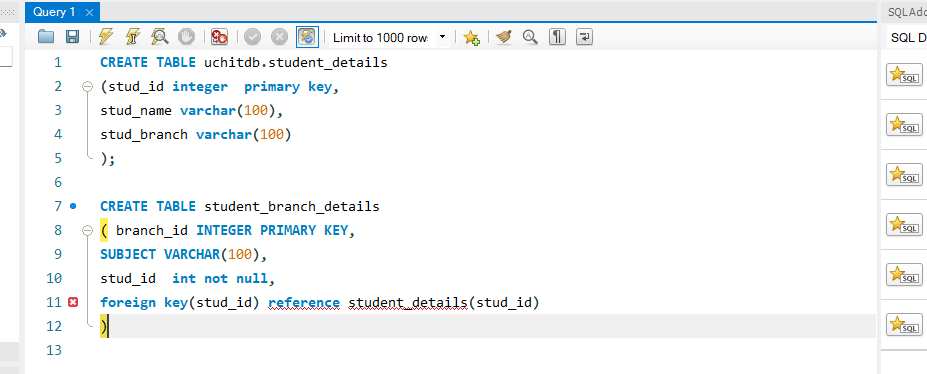 Query 1
SQLAdd
Limit to 1000 row
SQL D
1 CREATE TABLE uchitdb.student_details
2 (stud_id integer  primary key,
3 stud_name varchar(100),
4 stud_branch varchar(100)
5 );
6
7 CREATE TABLE student_branch_details
8 ( branch_id INTEGER PRIMARY KEY,
9 SUBJECT VARCHAR(100),
10 stud_id  int not null,
11 foreign key(stud_id) reference student_details(stud_id)
12 )
13
SQL
SQL
SQL
SQL
SQL
SQL